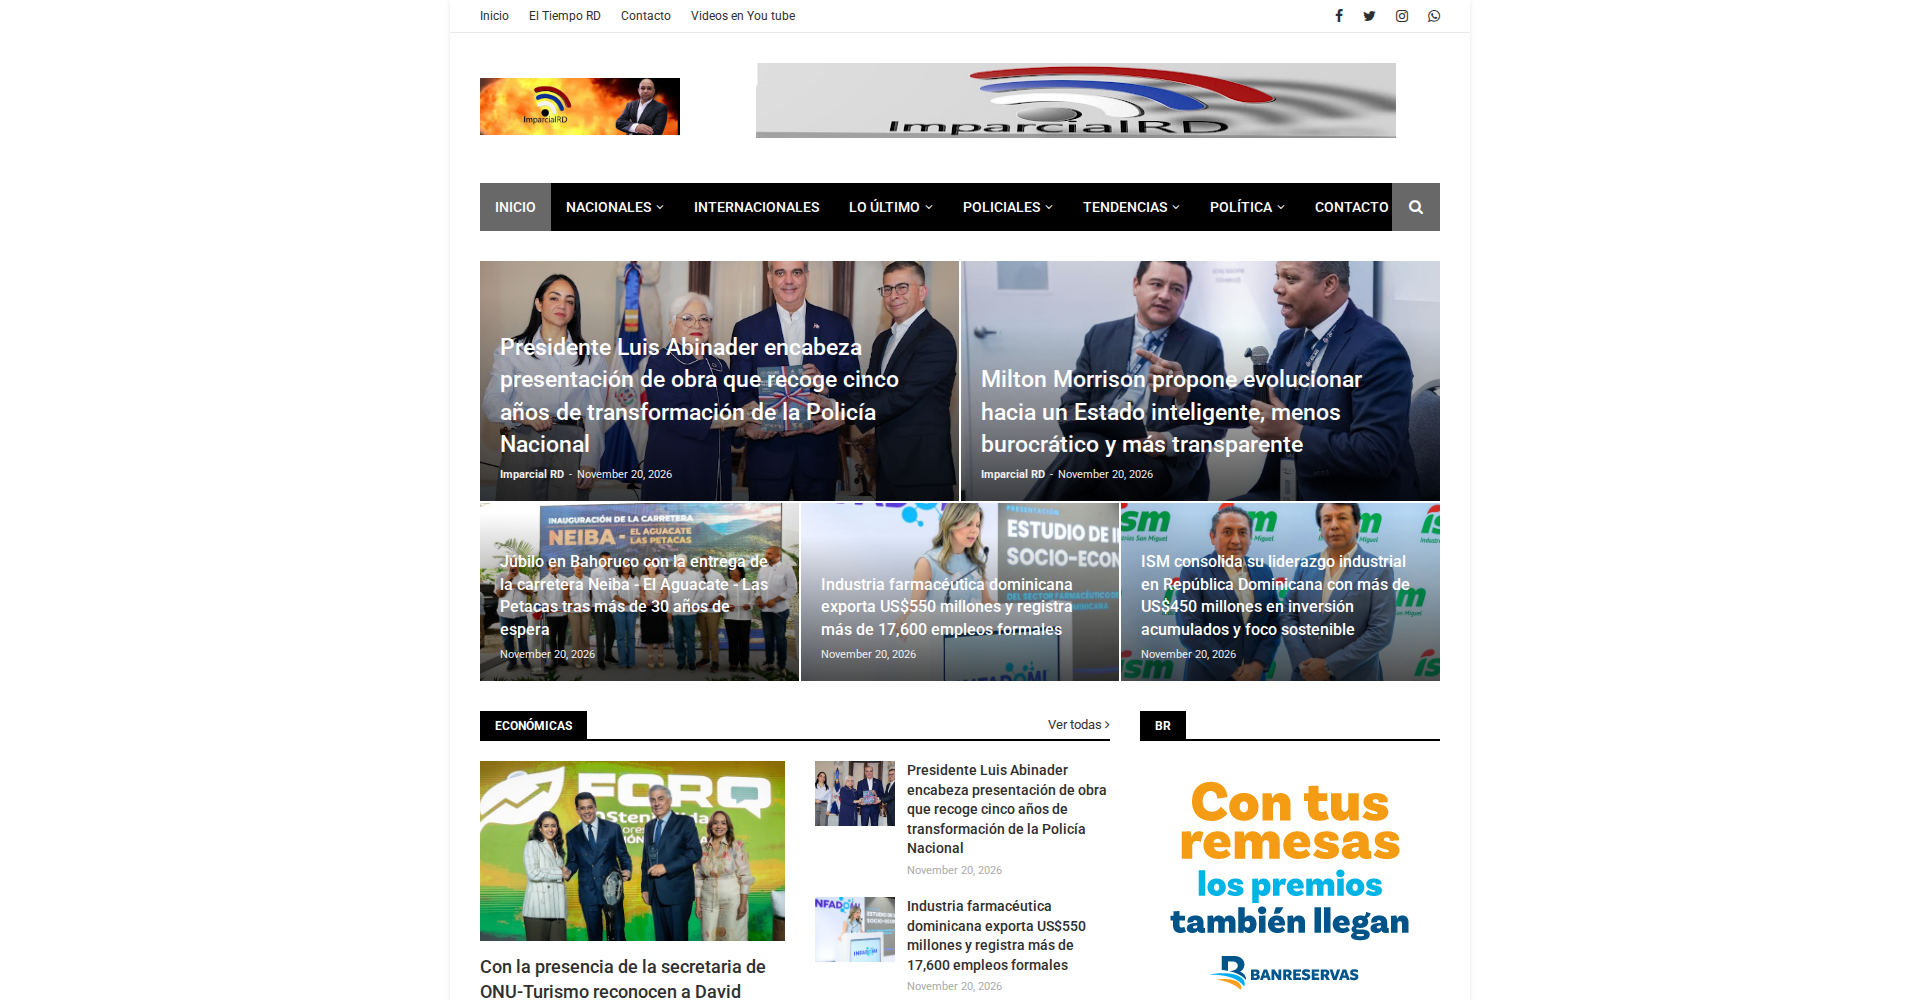 Inicio El Tiempo RD Contacto Videos en You tube
ImparcialRD
ImparcialRD
INICIO NACIONALES INTERNACIONALES LO ÚLTIMO POLICIALES TENDENCIAS POLÍTICA CONTACTO
Presidente Luis Abinader encabeza
presentación de obra que recoge cinco
años de transformación de la Policía
Nacional
Imparcial RD - November 20, 2026
Milton Morrison propone evolucionar
hacia un Estado inteligente, menos
burocrático y más transparente
Imparcial RD - November 20, 2026
INAUGURACIÓN DE LA CARRETERA
NEIBA - EL AGUACATE
LAS PETACAS
Júbilo en Bahoruco con la entrega de
la carretera Neiba - El Aguacate - Las
Petacas tras más de 30 años de
espera
November 20, 2026
PRESENTACIÓN
ESTUDIO DE I
SOCIO-ECON
Industria farmacéutica dominicana
exporta US$550 millones y registra
más de 17,600 empleos formales
November 20, 2026
ism
ISM consolida su liderazgo industrial
en República Dominicana con más de
US$450 millones en inversión
acumulados y foco sostenible
November 20, 2026
ECONÓMICAS
Ver todas
BR
FORO
Con la presencia de la secretaria de
ONU-Turismo reconocen a David
Presidente Luis Abinader
encabeza presentación de obra
que recoge cinco años de
transformación de la Policía
Nacional
November 20, 2026
Industria farmacéutica
dominicana exporta US$550
millones y registra más de
17,600 empleos formales
November 20, 2026
Con tus
remesas
los premios
también llegan
BANRESERVAS